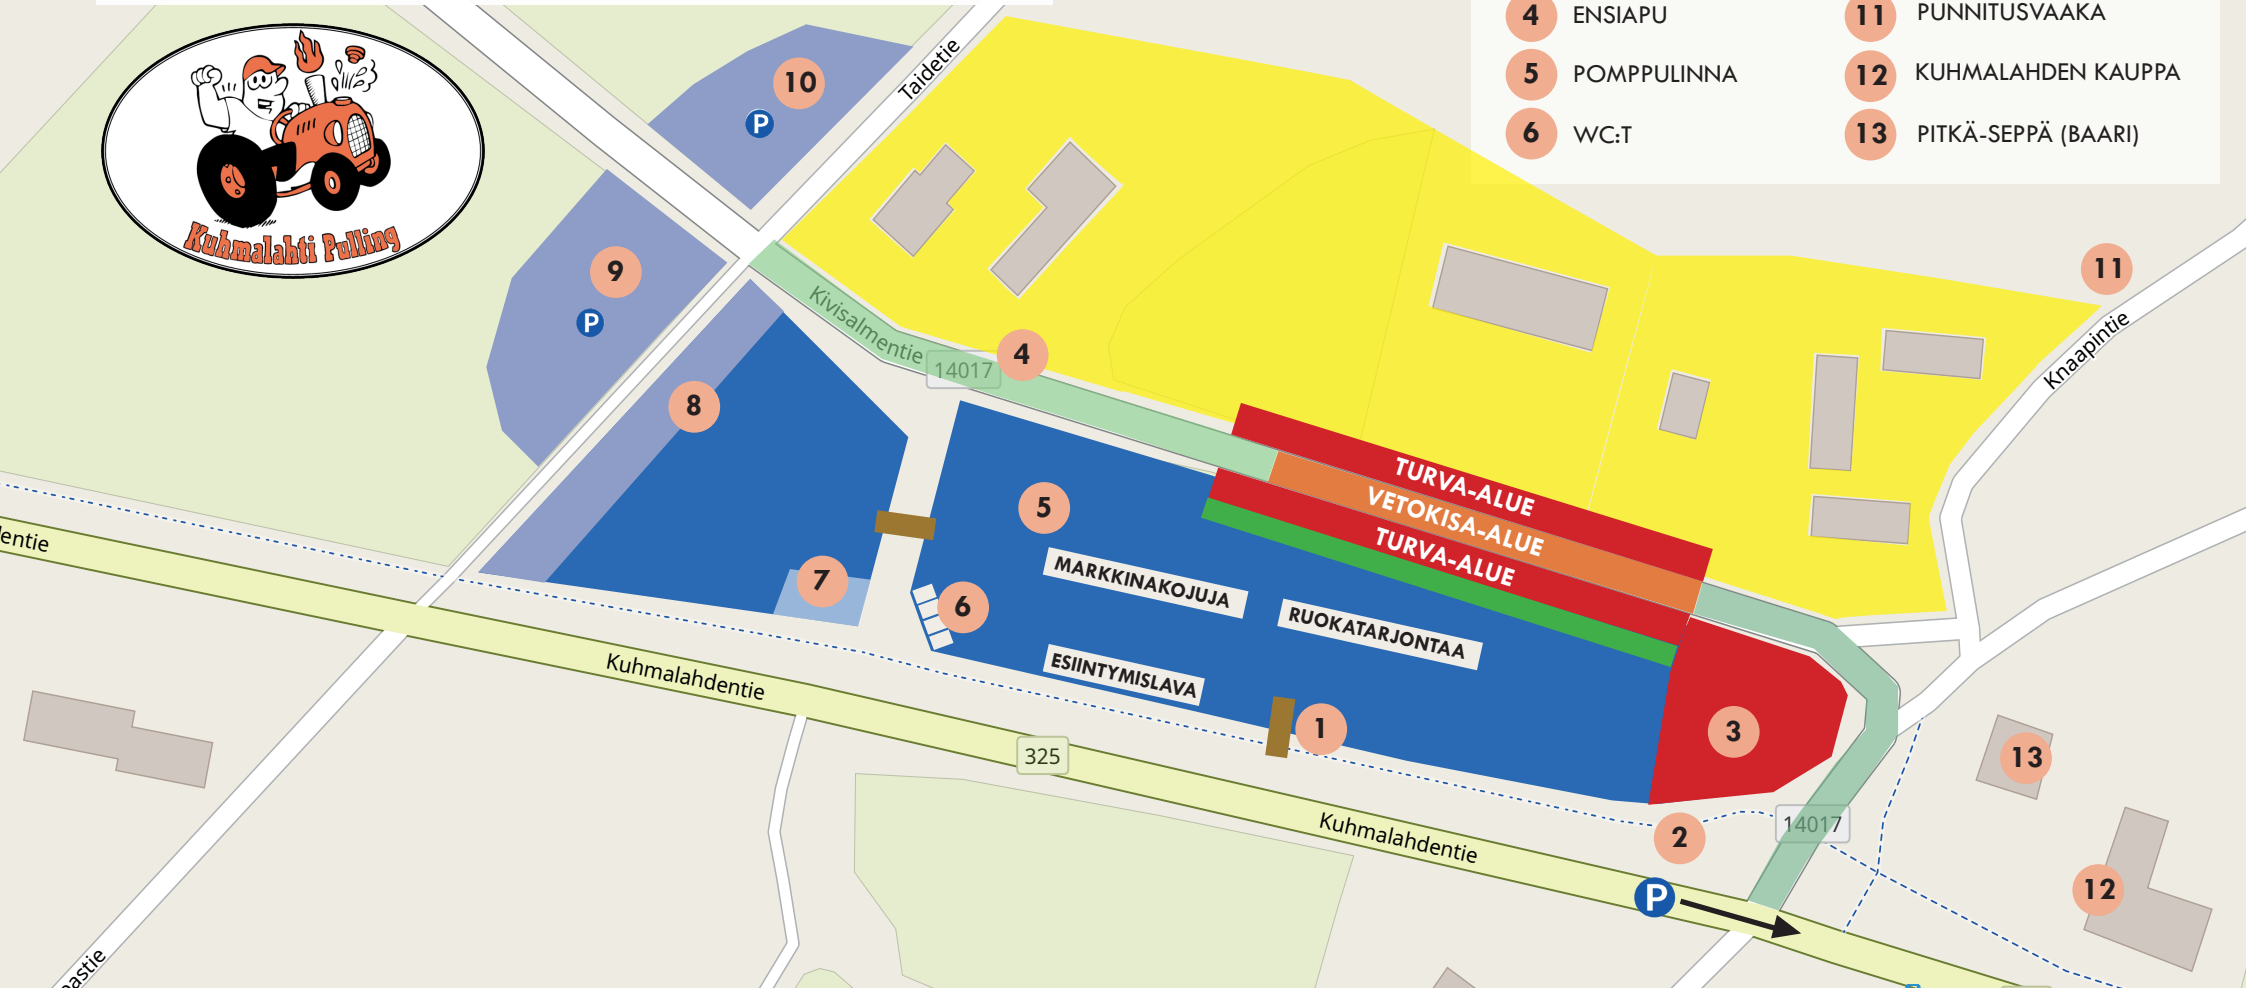 4 ENSIAPU
5 POMPPULINNA
6 WC:T
11 PUNNITUSVAAKA
12 KUHMALAHDEN KAUPPA
13 PITKÄ-SEPPÄ (BAARI)
Kuhmalahti Pulling
10
P
Taidetie
9
P
8
Kivisalmentie
14017
4
11
Knaapintie
TURVA-ALUE
VETOKISA-ALUE
TURVA-ALUE
5
MARKKINAKOJUJA
RUOKATARJONTAA
ESIINTYMISLAVA
7
6
1
3
2
13
12
14017
Kuhmalahdentie
325
Kuhmalahdentie
P